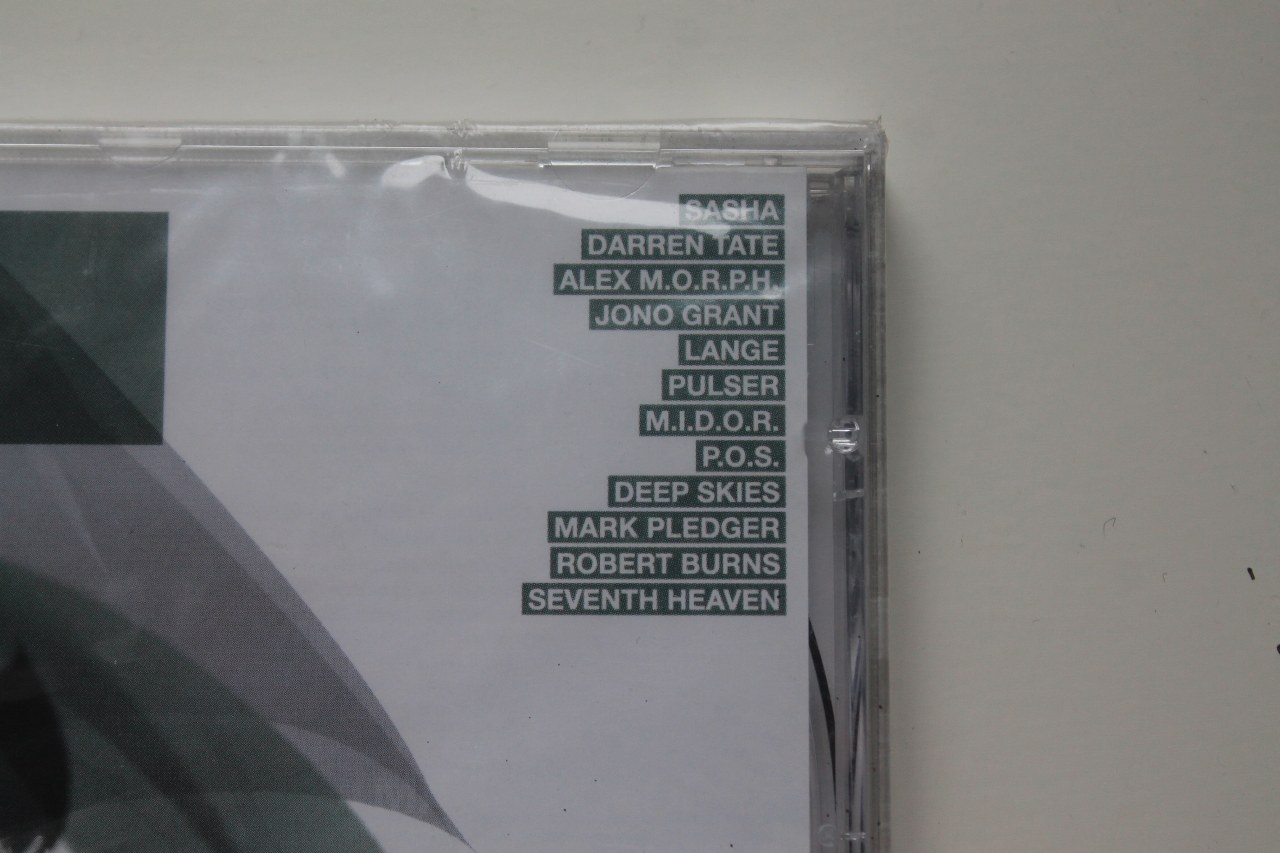 SASHA
DARREN TATE
ALEX M.O.R.P.H.
JONO GRANT
LANGE
PULSER
M.I.D.O.R.
P.O.S.
DEEP SKIES
MARK PLEDGER
ROBERT BURNS
SEVENTH HEAVEN